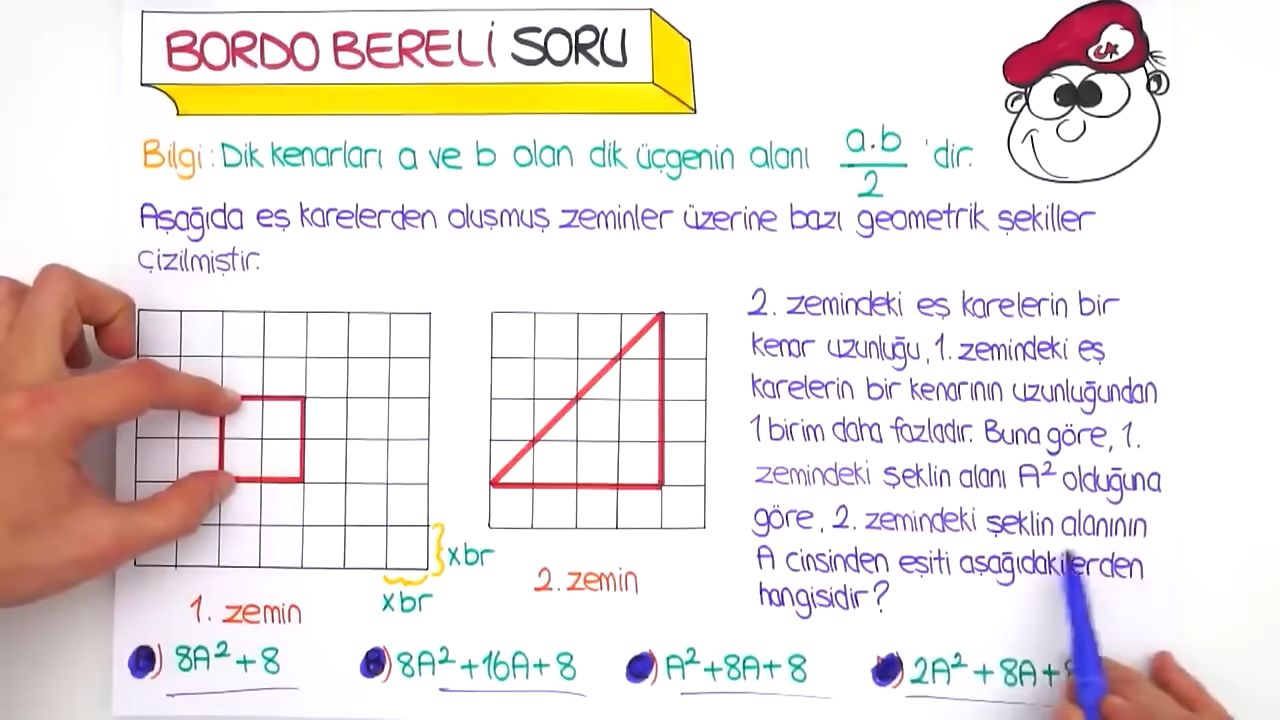 BORDO BERELİ SORU
Bilgi: Dik kenarları a ve b olan dik üçgenin alanı a.b/2 'dir.
Aşağıda eş karelerden oluşmuş zeminler üzerine bazı geometrik şekiller
çizilmiştir.
2. zemindeki eş karelerin bir
kenar uzunluğu, 1. zemindeki eş
karelerin bir kenarının uzunluğundan
1 birim daha fazladır. Buna göre, 1.
zemindeki şeklin alanı A² olduğuna
göre, 2. zemindeki şeklin alanının
A cinsinden eşiti aşağıdakilerden
hangisidir?
x br
x br
1. zemin
2. zemin
8A² + 8
B) 8A² + 16A + 8
A² + 8A + 8
2A² + 8A +